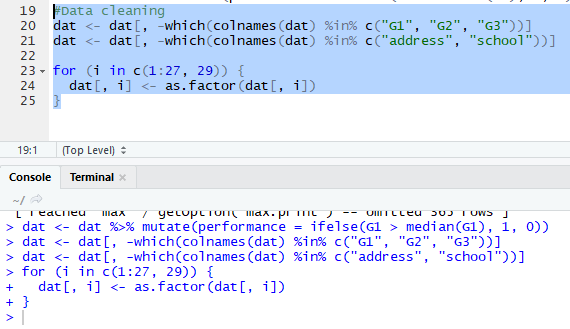 19 #Data cleaning
20 dat <- dat[, -which(colnames(dat) %in% c("G1", "G2", "G3"))]
21 dat <- dat[, -which(colnames(dat) %in% c("address", "school"))]
22
23 for (i in c(1:27, 29)) {
24 dat[, i] <- as.factor(dat[, i])
25 }
19:1 (Top Level)
Console Terminal
~/
[ reached 'max' / getOption("max.print") -- omitted 365 rows ]
> dat <- dat %>% mutate(performance = ifelse(G1 > median(G1), 1, 0))
> dat <- dat[, -which(colnames(dat) %in% c("G1", "G2", "G3"))]
> dat <- dat[, -which(colnames(dat) %in% c("address", "school"))]
> for (i in c(1:27, 29)) {
+ dat[, i] <- as.factor(dat[, i])
+ }
>